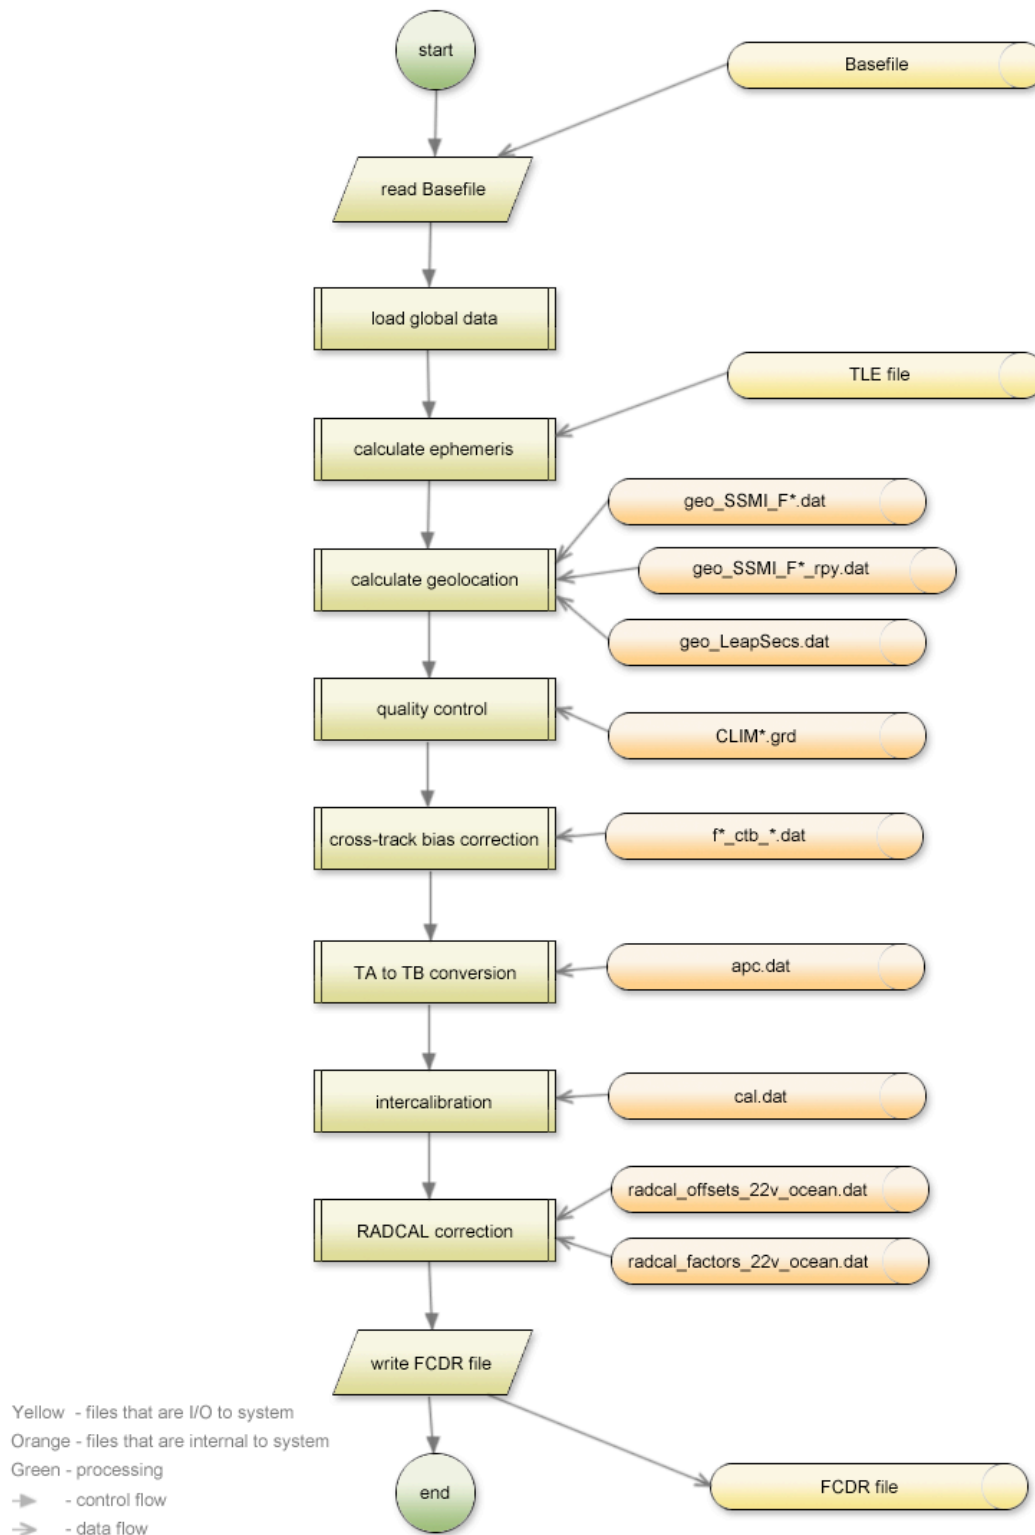 start
Basefile
read Basefile
load global data
TLE file
calculate ephemeris
geo_SSMI_F*.dat
calculate geolocation
geo_SSMI_F*_rpy.dat
geo_LeapSecs.dat
quality control
CLIM*.grd
cross-track bias correction
f*_ctb_*.dat
TA to TB conversion
apc.dat
intercalibration
cal.dat
radcal_offsets_22v_ocean.dat
RADCAL correction
radcal_factors_22v_ocean.dat
write FCDR file
Yellow - files that are I/O to system
Orange - files that are internal to system
Green - processing
- control flow
- data flow
end
FCDR file